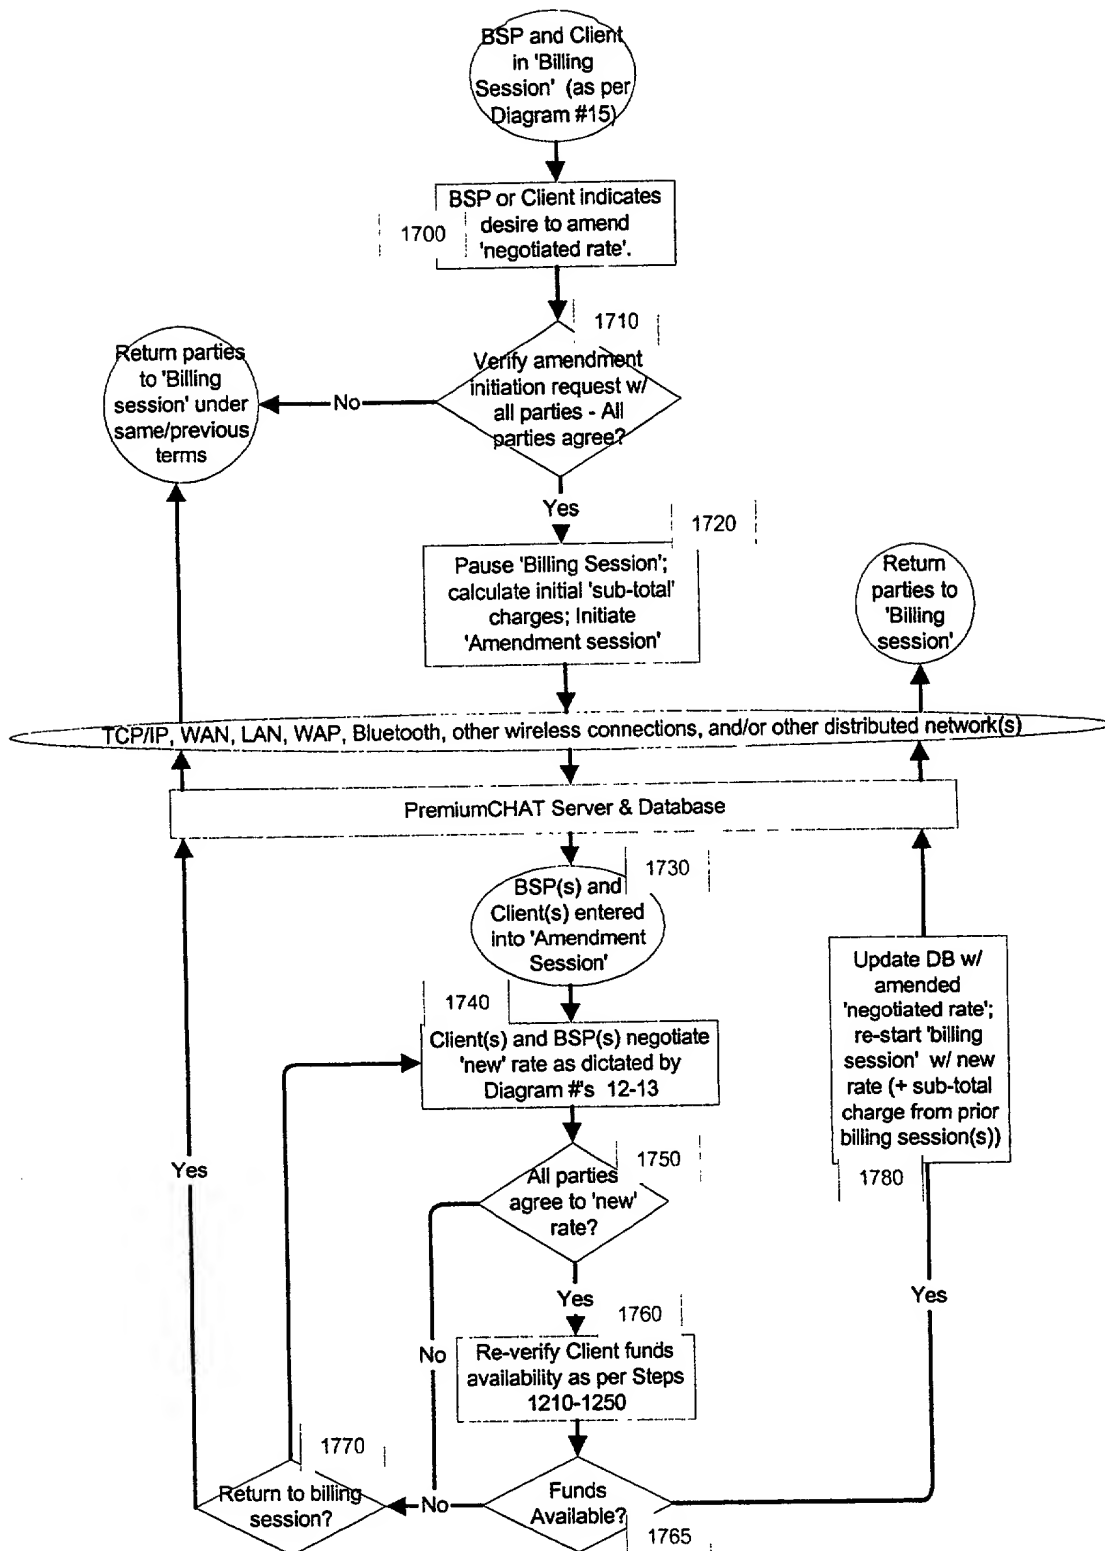 BSP and Client
in 'Billing
Session' (as per
Diagram #15)
BSP or Client indicates
desire to amend
'negotiated rate'.
1700
1710
Verify amendment
initiation request w/
all parties - All
parties agree?
No
Return parties
to 'Billing
session' under
same/previous
terms
Yes
1720
Pause 'Billing Session';
calculate initial 'sub-total'
charges; Initiate
'Amendment session'
Return
parties to
'Billing
session'
TCP/IP, WAN, LAN, WAP, Bluetooth, other wireless connections, and/or other distributed network(s)
PremiumCHAT Server & Database
1730
BSP(s) and
Client(s) entered
into 'Amendment
Session'
1740
Client(s) and BSP(s) negotiate
'new' rate as dictated by
Diagram #'s 12-13
Update DB w/
amended
'negotiated rate';
re-start 'billing
session' w/ new
rate (+ sub-total
charge from prior
billing session(s))
1780
Yes
1750
All parties
agree to 'new'
rate?
Yes
Yes
1760
No
Re-verify Client funds
availability as per Steps
1210-1250
1770
Return to billing
session?
No
Funds
Available?
1765